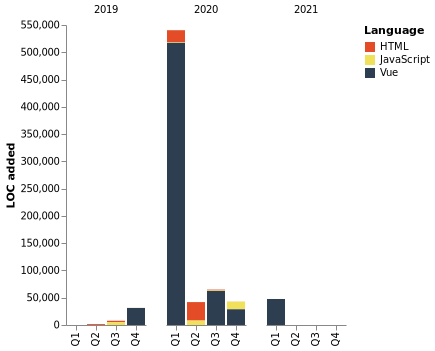 2019 2020 2021
Language
HTML
JavaScript
Vue
LOC added
550,000
500,000
450,000
400,000
350,000
300,000
250,000
200,000
150,000
100,000
50,000
0
Q1 Q2 Q3 Q4 Q1 Q2 Q3 Q4 Q1 Q2 Q3 Q4